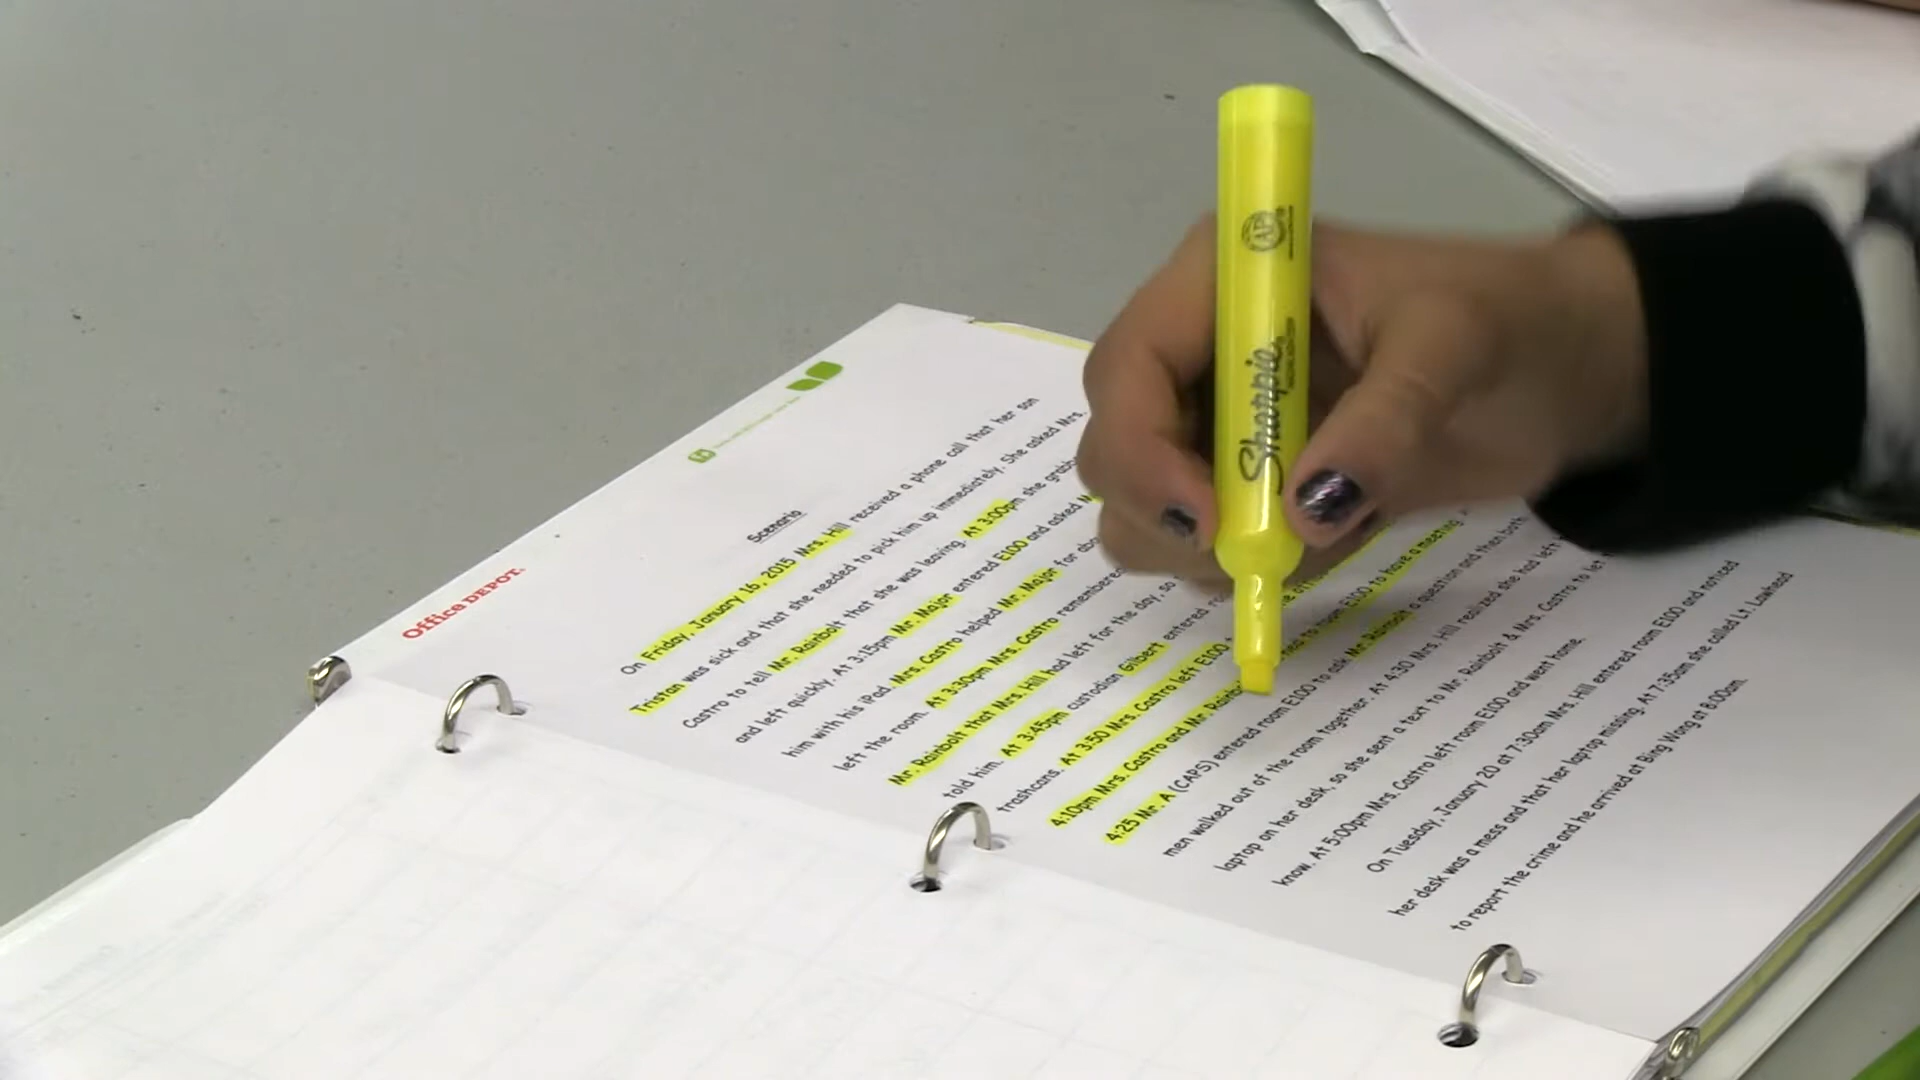 Office DEPOT.
Scenario
On Friday, January 16, 2015 Mrs. Hill received a phone call that her son
Tristan was sick and that she needed to pick him up immediately. She asked Mrs.
Castro to tell Mr. Rainbolt that she was leaving. At 3:00pm she
and left quickly. At 3:15pm Mr. Major entered E100 and asked
him with his iPad. Mrs. Castro helped Mr. Major for
left the room. At 3:30pm Mrs. Castro remembered
Mr. Rainbolt that Mrs. Hill had left for the day, so
told him. At 3:45pm custodian Gilbert entered
trashcans. At 3:50 Mrs. Castro left E100
4:10pm Mrs. Castro and Mr. to room E100 to have a meeting.
4:25 Mr. A (CAPS) entered room E100 to ask Mr. Rainbolt a question and then both
men walked out of the room together. At 4:30 Mrs. Hill realized she had left
laptop on her desk, so she sent a text to Mr. Rainbolt & Mrs. Castro to let
know. At 5:00pm Mrs. Castro left room E100 and went home.
On Tuesday, January 20 at 7:30am Mrs. Hill entered room E100 and noticed
her desk was a mess and that her laptop missing. At 7:35am she called Lt. Lawhead
to report the crime and he arrived at Bing Wong at 8:00am.
Sharpie
AP